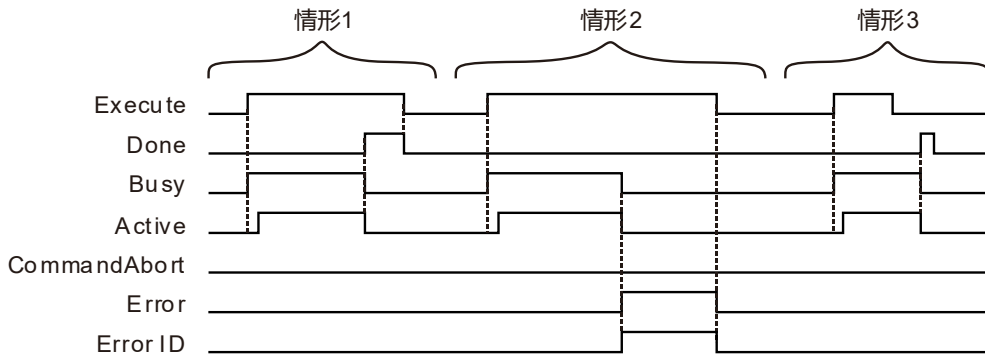 情形1 情形2 情形3
Execute
Done
Busy
Active
CommandAbort
Error
Error ID